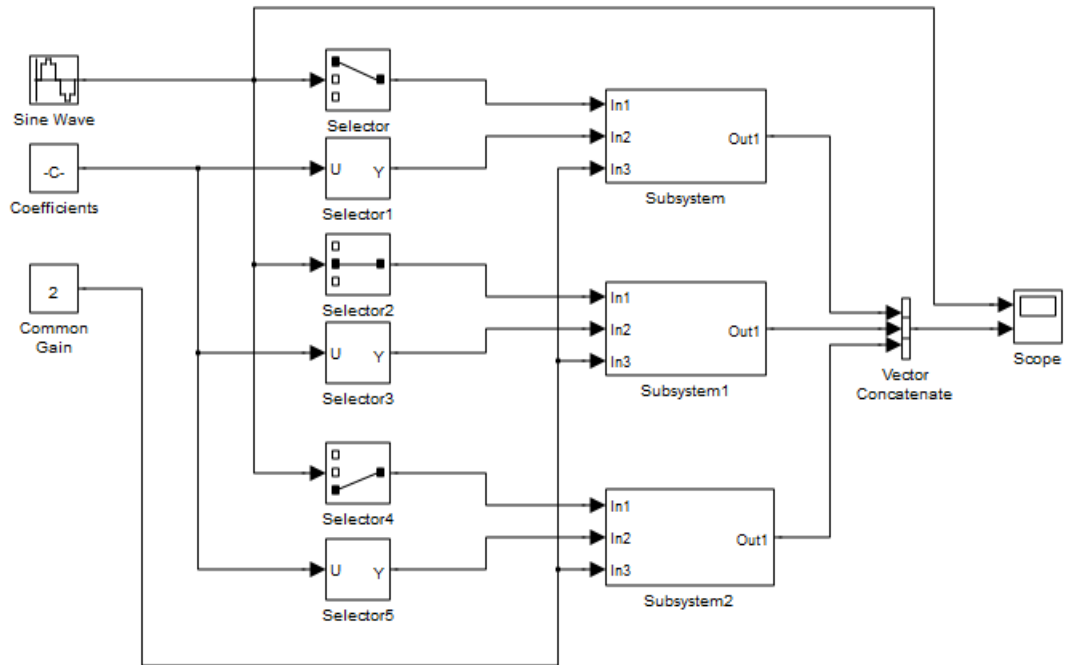 Sine Wave
-C-
Coefficients
2
Common
Gain
Selector
U Y
Selector1
Selector2
U Y
Selector3
Selector4
U Y
Selector5
In1
In2
In3
Out1
Subsystem
In1
In2
In3
Out1
Subsystem1
In1
In2
In3
Out1
Subsystem2
Vector
Concatenate
Scope